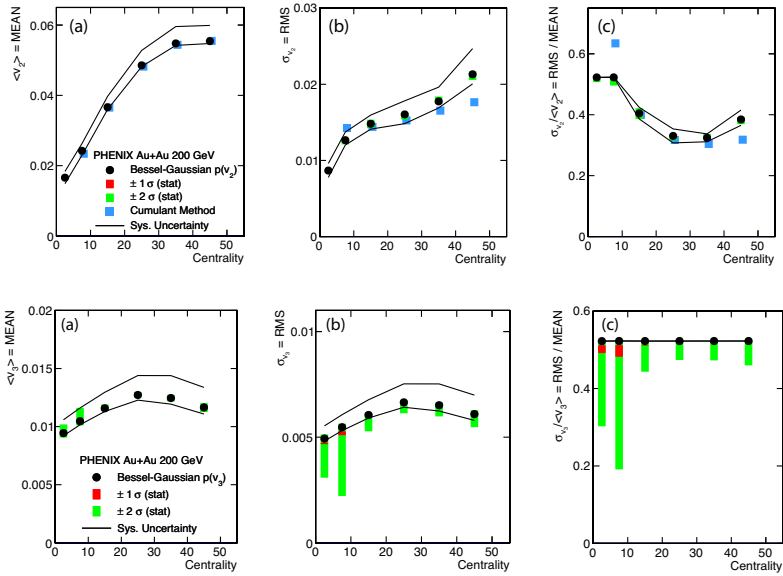 <v2> = MEAN
0.06
0.04
0.02
0
(a)
PHENIX Au+Au 200 GeV
Bessel-Gaussian p(v2)
± 1 σ (stat)
± 2 σ (stat)
Cumulant Method
Sys. Uncertainty
0 10 20 30 40 50
Centrality
σv2 = RMS
0.03
0.02
0.01
0
(b)
0 10 20 30 40 50
Centrality
σv2/<v2> = RMS / MEAN
0.6
0.4
0.2
0
(c)
0 10 20 30 40 50
Centrality
<v3> = MEAN
0.02
0.015
0.01
0.005
0
(a)
PHENIX Au+Au 200 GeV
Bessel-Gaussian p(v3)
± 1 σ (stat)
± 2 σ (stat)
Sys. Uncertainty
0 10 20 30 40 50
Centrality
σv3 = RMS
0.01
0.005
0
(b)
0 10 20 30 40 50
Centrality
σv3/<v3> = RMS / MEAN
0.6
0.4
0.2
0
(c)
0 10 20 30 40 50
Centrality